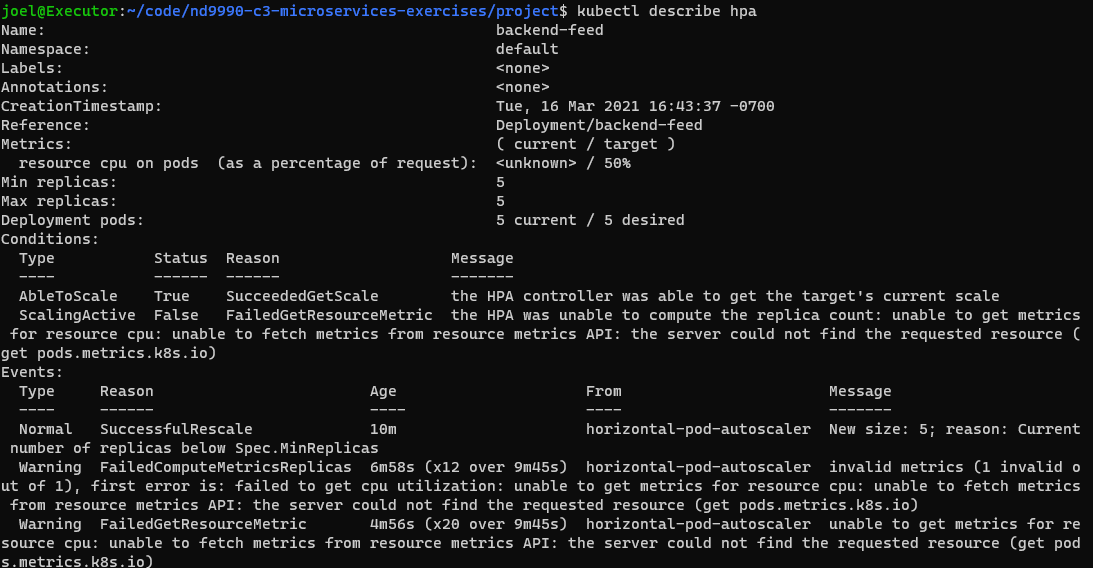 joel@Executor:~/code/nd9990-c3-microservices-exercises/project$ kubectl describe hpa
Name:                                                  backend-feed
Namespace:                                             default
Labels:                                                <none>
Annotations:                                           <none>
CreationTimestamp:                                     Tue, 16 Mar 2021 16:43:37 -0700
Reference:                                             Deployment/backend-feed
Metrics:                                               ( current / target )
  resource cpu on pods  (as a percentage of request):  <unknown> / 50%
Min replicas:                                          5
Max replicas:                                          5
Deployment pods:                                       5 current / 5 desired
Conditions:
  Type           Status  Reason                   Message
  ----           ------  ------                   -------
  AbleToScale    True    SucceededGetScale        the HPA controller was able to get the target's current scale
  ScalingActive  False   FailedGetResourceMetric  the HPA was unable to compute the replica count: unable to get metrics
 for resource cpu: unable to fetch metrics from resource metrics API: the server could not find the requested resource (
get pods.metrics.k8s.io)
Events:
  Type     Reason                        Age                     From                       Message
  ----     ------                        ----                    ----                       -------
  Normal   SuccessfulRescale             10m                     horizontal-pod-autoscaler  New size: 5; reason: Current
 number of replicas below Spec.MinReplicas
  Warning  FailedComputeMetricsReplicas  6m58s (x12 over 9m45s)  horizontal-pod-autoscaler  invalid metrics (1 invalid o
ut of 1), first error is: failed to get cpu utilization: unable to get metrics for resource cpu: unable to fetch metrics
 from resource metrics API: the server could not find the requested resource (get pods.metrics.k8s.io)
  Warning  FailedGetResourceMetric       4m56s (x20 over 9m45s)  horizontal-pod-autoscaler  unable to get metrics for re
source cpu: unable to fetch metrics from resource metrics API: the server could not find the requested resource (get pod
s.metrics.k8s.io)